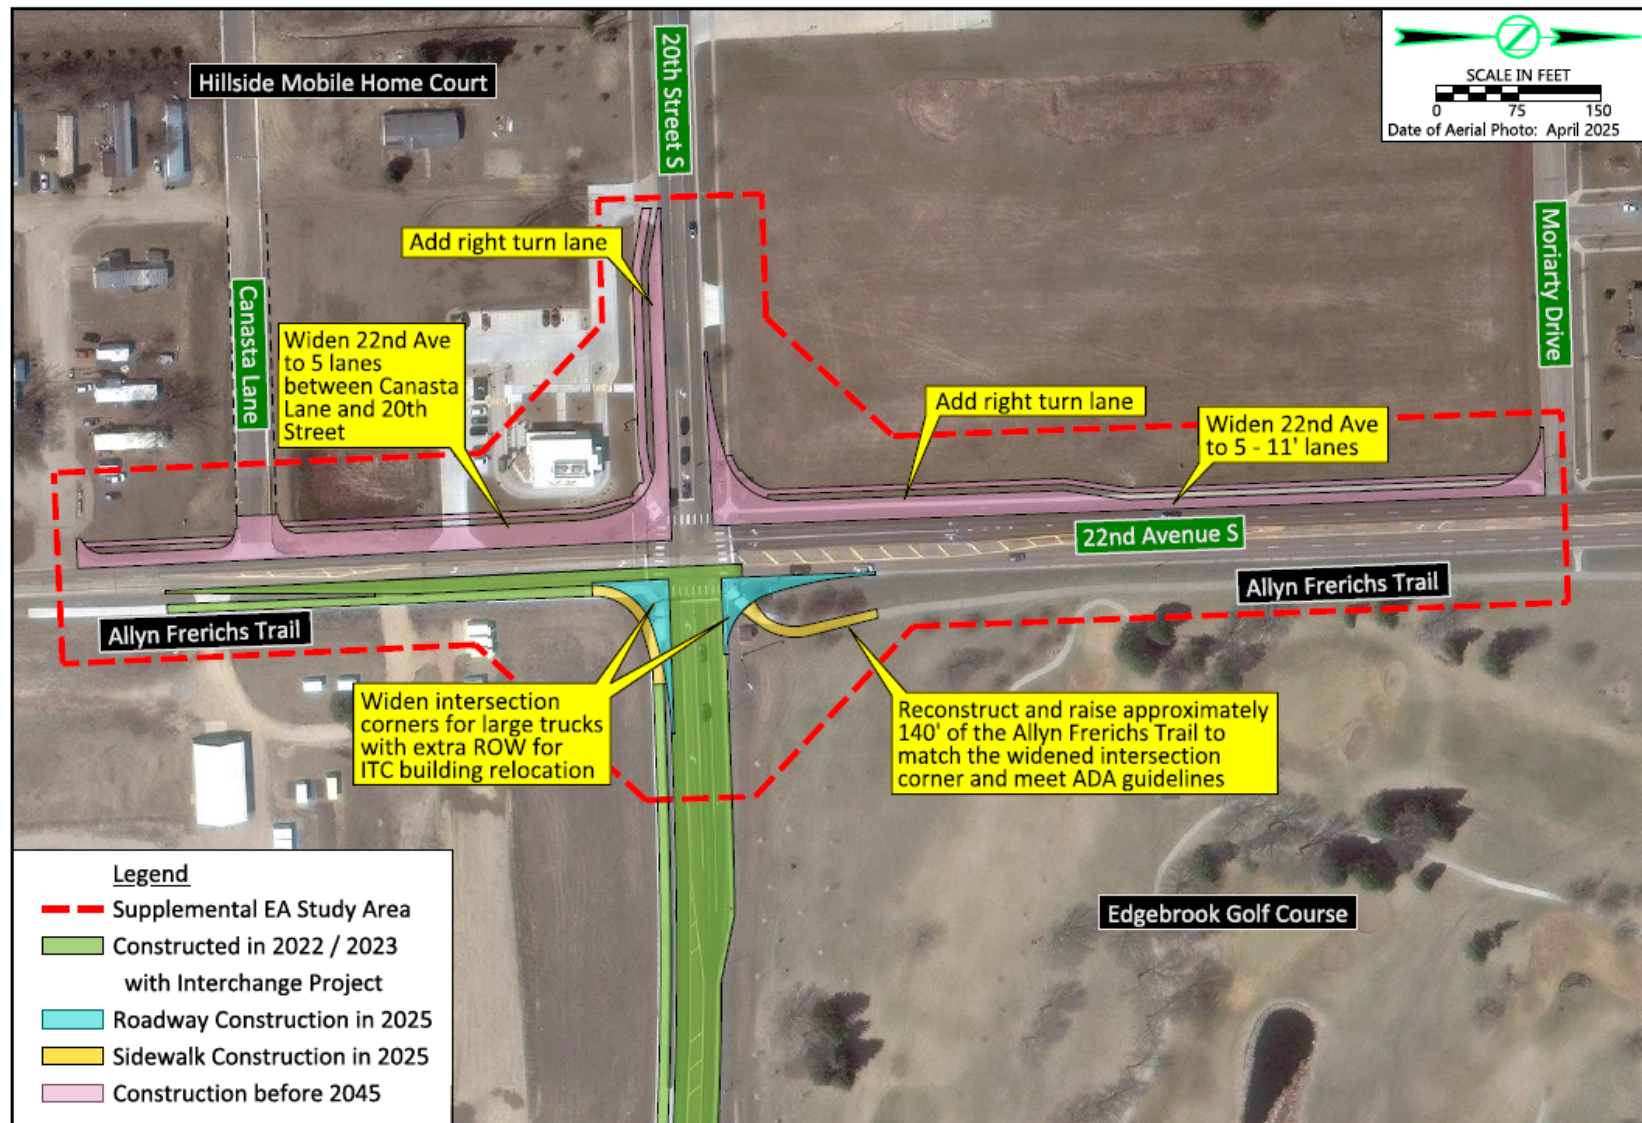 Hillside Mobile Home Court
20th Street S
SCALE IN FEET
0 75 150
Date of Aerial Photo: April 2025
Add right turn lane
Canasta Lane
Moriarty Drive
Widen 22nd Ave
to 5 lanes
between Canasta
Lane and 20th
Street
Add right turn lane
Widen 22nd Ave
to 5 - 11' lanes
22nd Avenue S
Allyn Frerichs Trail
Allyn Frerichs Trail
Widen intersection
corners for large trucks
with extra ROW for
ITC building relocation
Reconstruct and raise approximately
140' of the Allyn Frerichs Trail to
match the widened intersection
corner and meet ADA guidelines
Edgebrook Golf Course
Legend
Supplemental EA Study Area
Constructed in 2022 / 2023
with Interchange Project
Roadway Construction in 2025
Sidewalk Construction in 2025
Construction before 2045